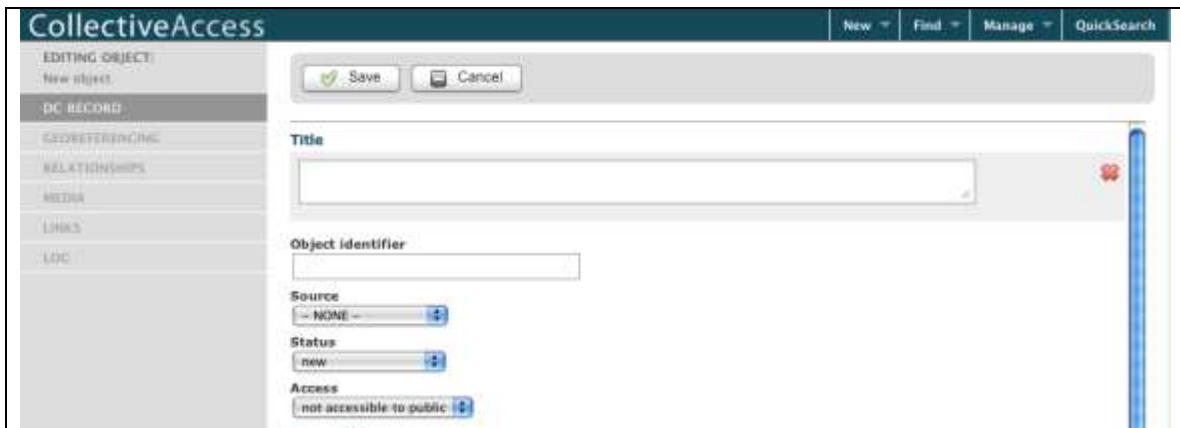 CollectiveAccess
New
Find
Manage
QuickSearch
EDITING OBJECT:
New object
DC RECORD
GEOREFERENCING
RELATIONSHIPS
MEDIA
LINKS
LOG
Save
Cancel
Title
Object identifier
Source
– NONE –
Status
new
Access
not accessible to public